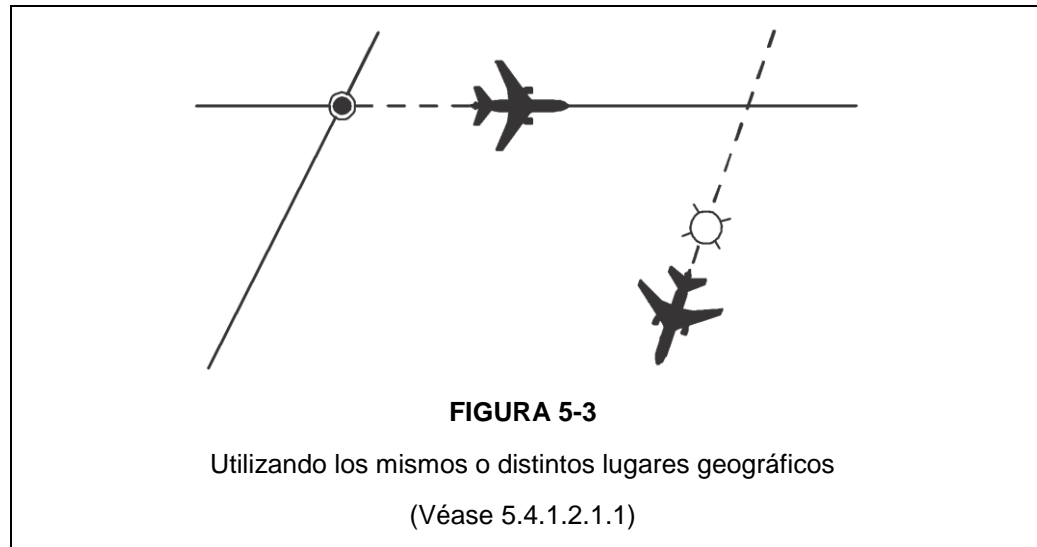 FIGURA 5-3
Utilizando los mismos o distintos lugares geográficos
(Véase 5.4.1.2.1.1)